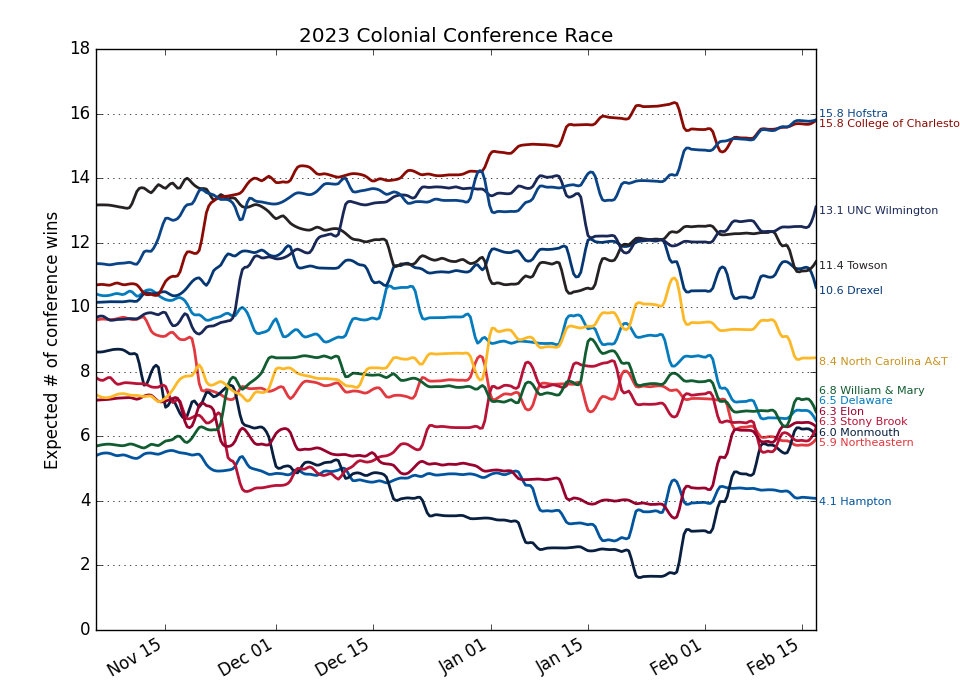 2023 Colonial Conference Race
Expected # of conference wins
18
16
14
12
10
8
6
4
2
0
Nov 15
Dec 01
Dec 15
Jan 01
Jan 15
Feb 01
Feb 15
15.8 Hofstra
15.8 College of Charlesto
13.1 UNC Wilmington
11.4 Towson
10.6 Drexel
8.4 North Carolina A&T
6.8 William & Mary
6.5 Delaware
6.3 Elon
6.3 Stony Brook
6.0 Monmouth
5.9 Northeastern
4.1 Hampton